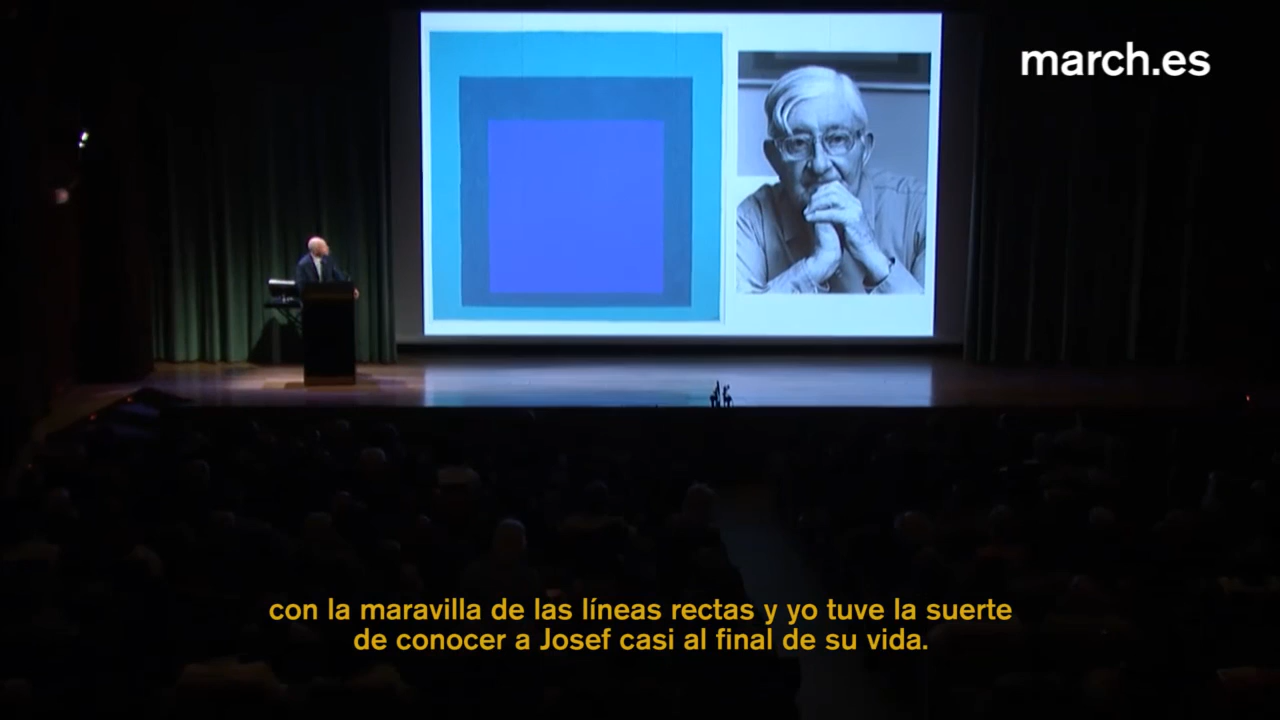 march.es
con la maravilla de las líneas rectas y yo tuve la suerte
de conocer a Josef casi al final de su vida.